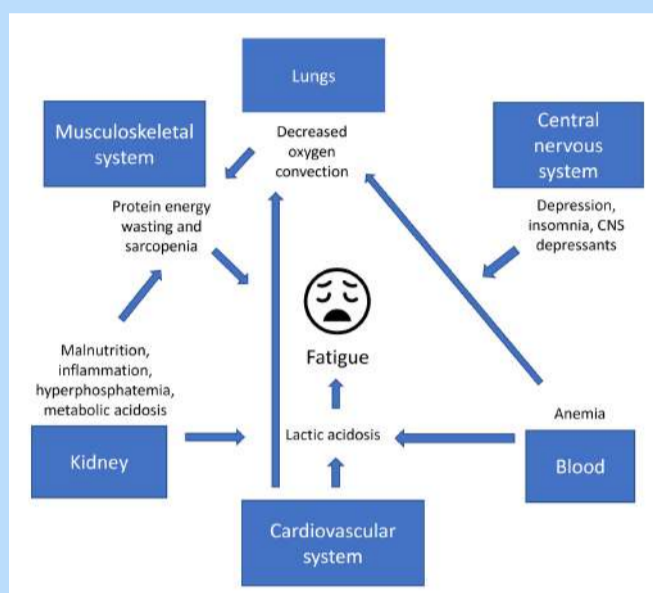 Lungs
Decreased
oxygen
convection
Musculoskeletal
system
Protein energy
wasting and
sarcopenia
Central
nervous
system
Depression,
insomnia, CNS
depressants
Fatigue
Malnutrition,
inflammation,
hyperphosphatemia,
metabolic acidosis
Kidney
Lactic acidosis
Anemia
Blood
Cardiovascular
system